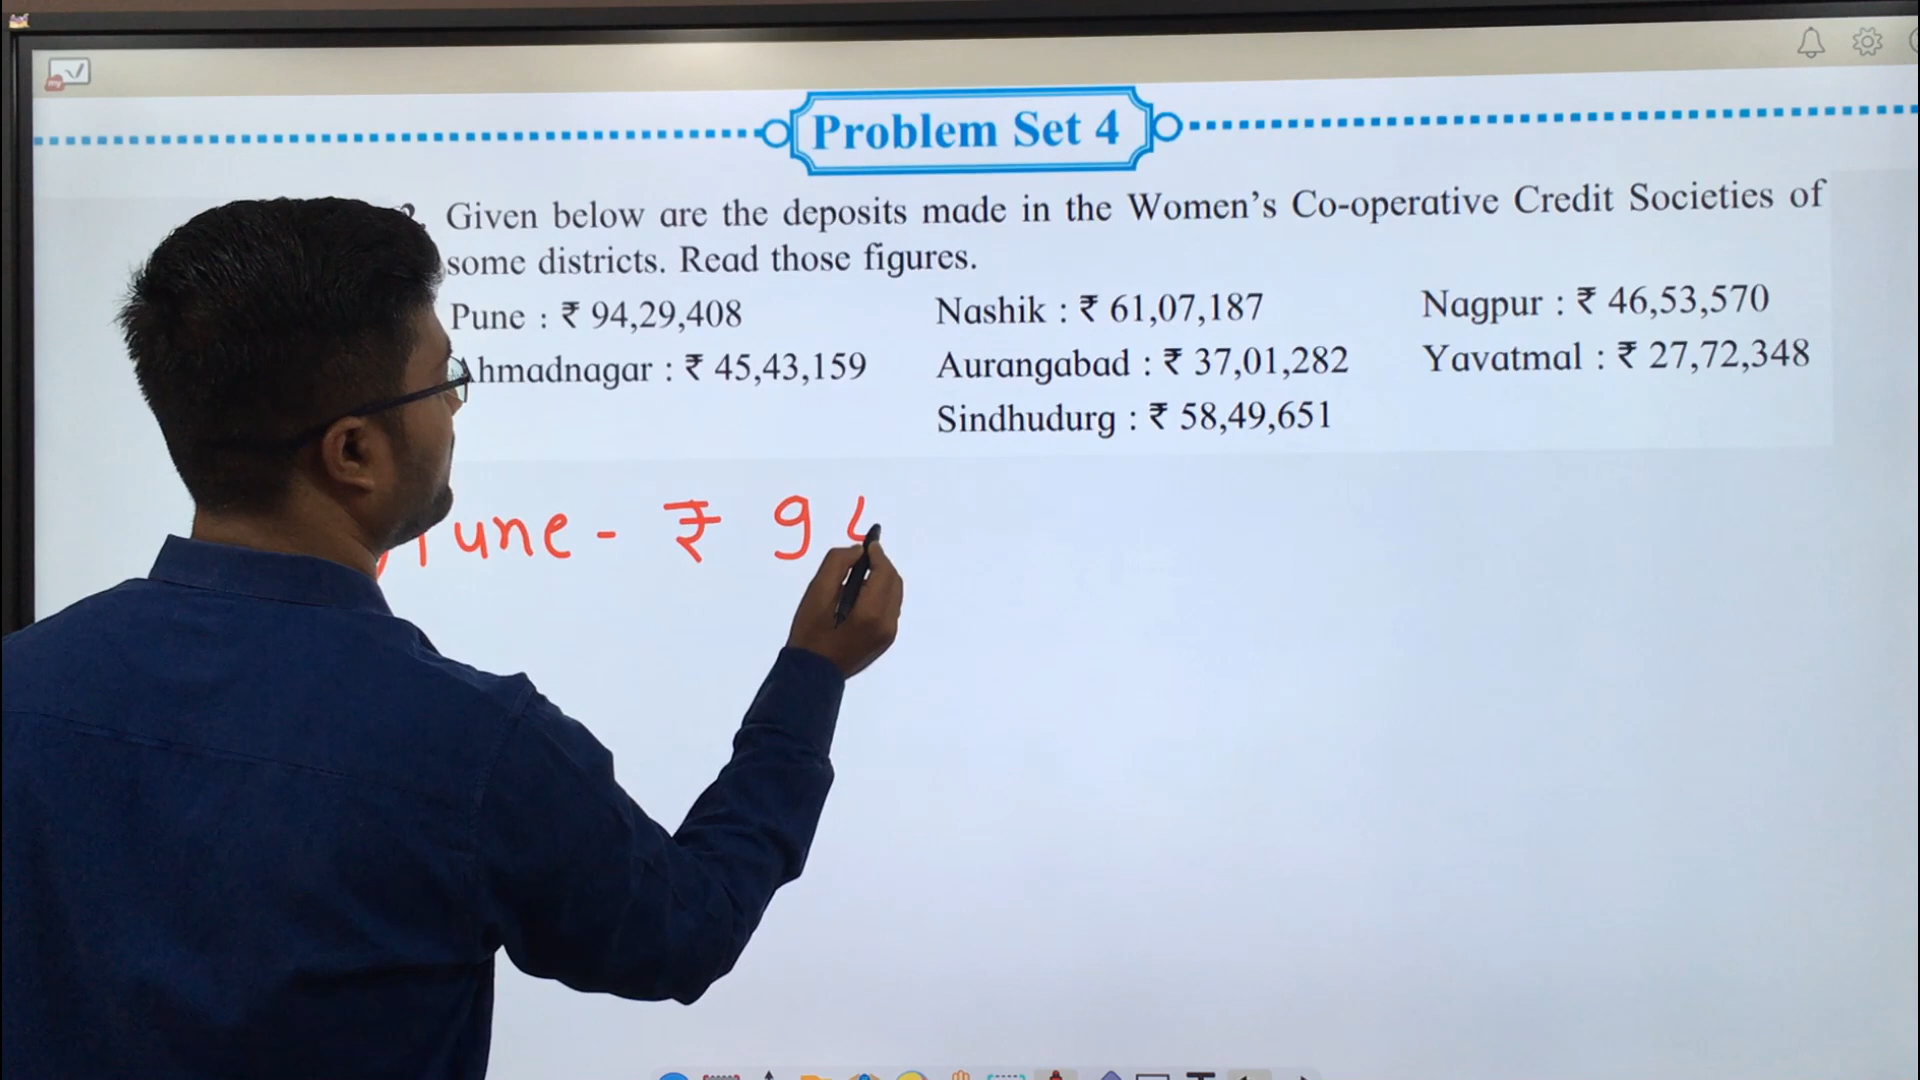 Problem Set 4
Given below are the deposits made in the Women's Co-operative Credit Societies of
some districts. Read those figures.
Pune : ₹ 94,29,408 Nashik : ₹ 61,07,187 Nagpur : ₹ 46,53,570
Ahmadnagar : ₹ 45,43,159 Aurangabad : ₹ 37,01,282 Yavatmal : ₹ 27,72,348
Sindhudurg : ₹ 58,49,651
Pune - ₹ 9